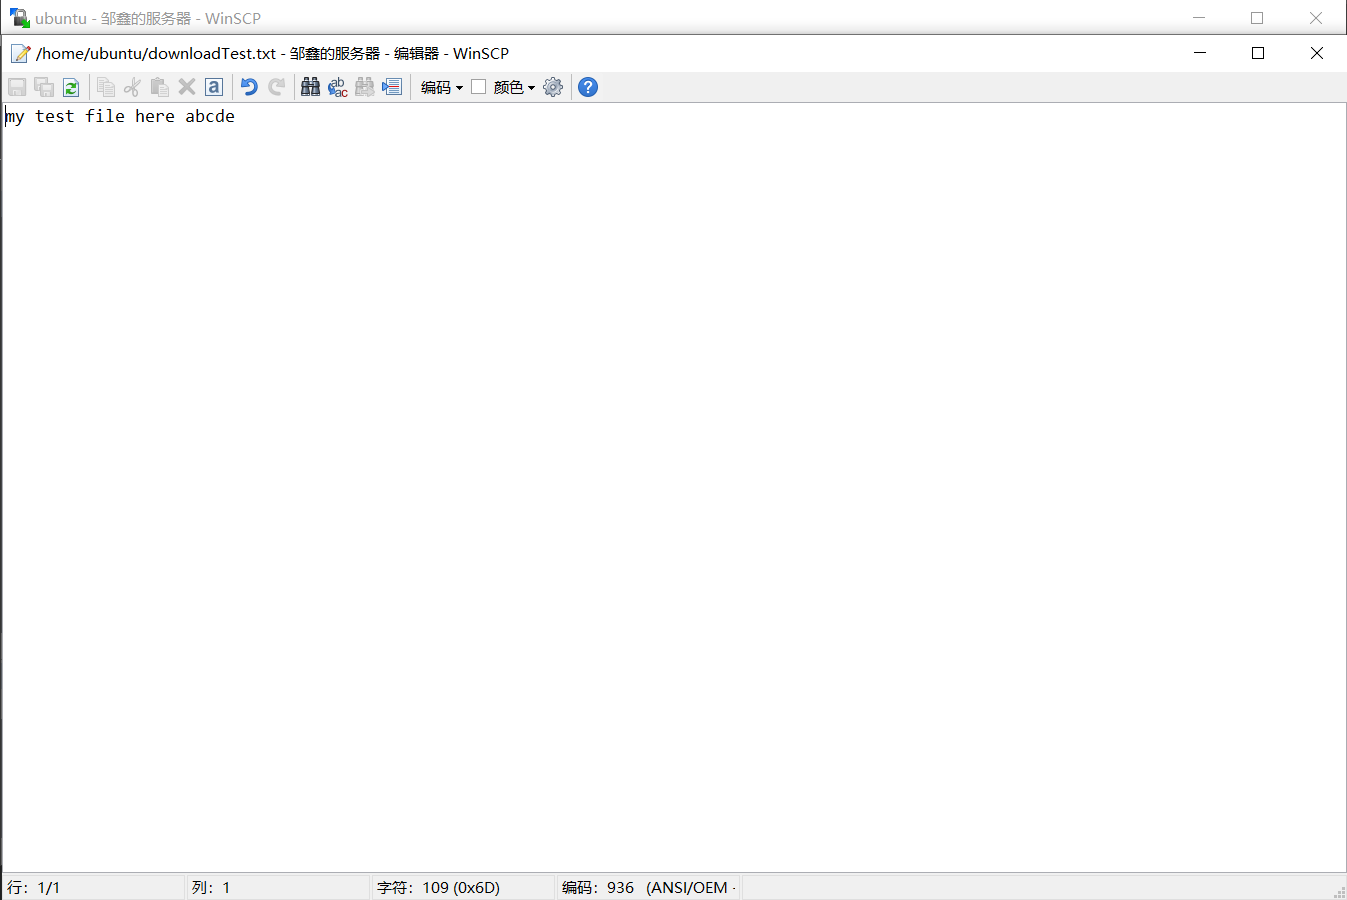 ubuntu - 邹鑫的服务器 - WinSCP
/home/ubuntu/downloadTest.txt - 邹鑫的服务器 - 编辑器 - WinSCP
编码 颜色
my test file here abcde
行： 1/1 列： 1 字符： 109 (0x6D) 编码： 936 (ANSI/OEM -